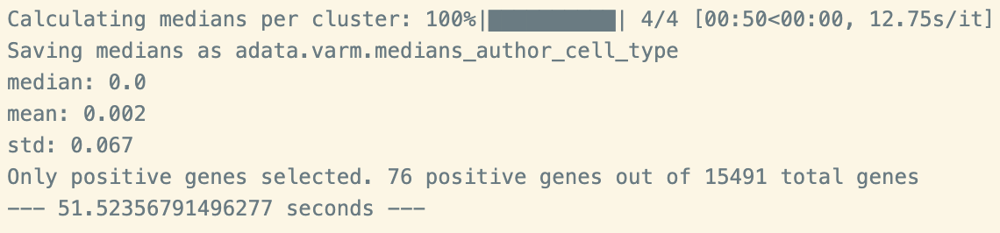 Calculating medians per cluster: 100%|██████████| 4/4 [00:50<00:00, 12.75s/it]
Saving medians as adata.varm.medians_author_cell_type
median: 0.0
mean: 0.002
std: 0.067
Only positive genes selected. 76 positive genes out of 15491 total genes
--- 51.52356791496277 seconds ---